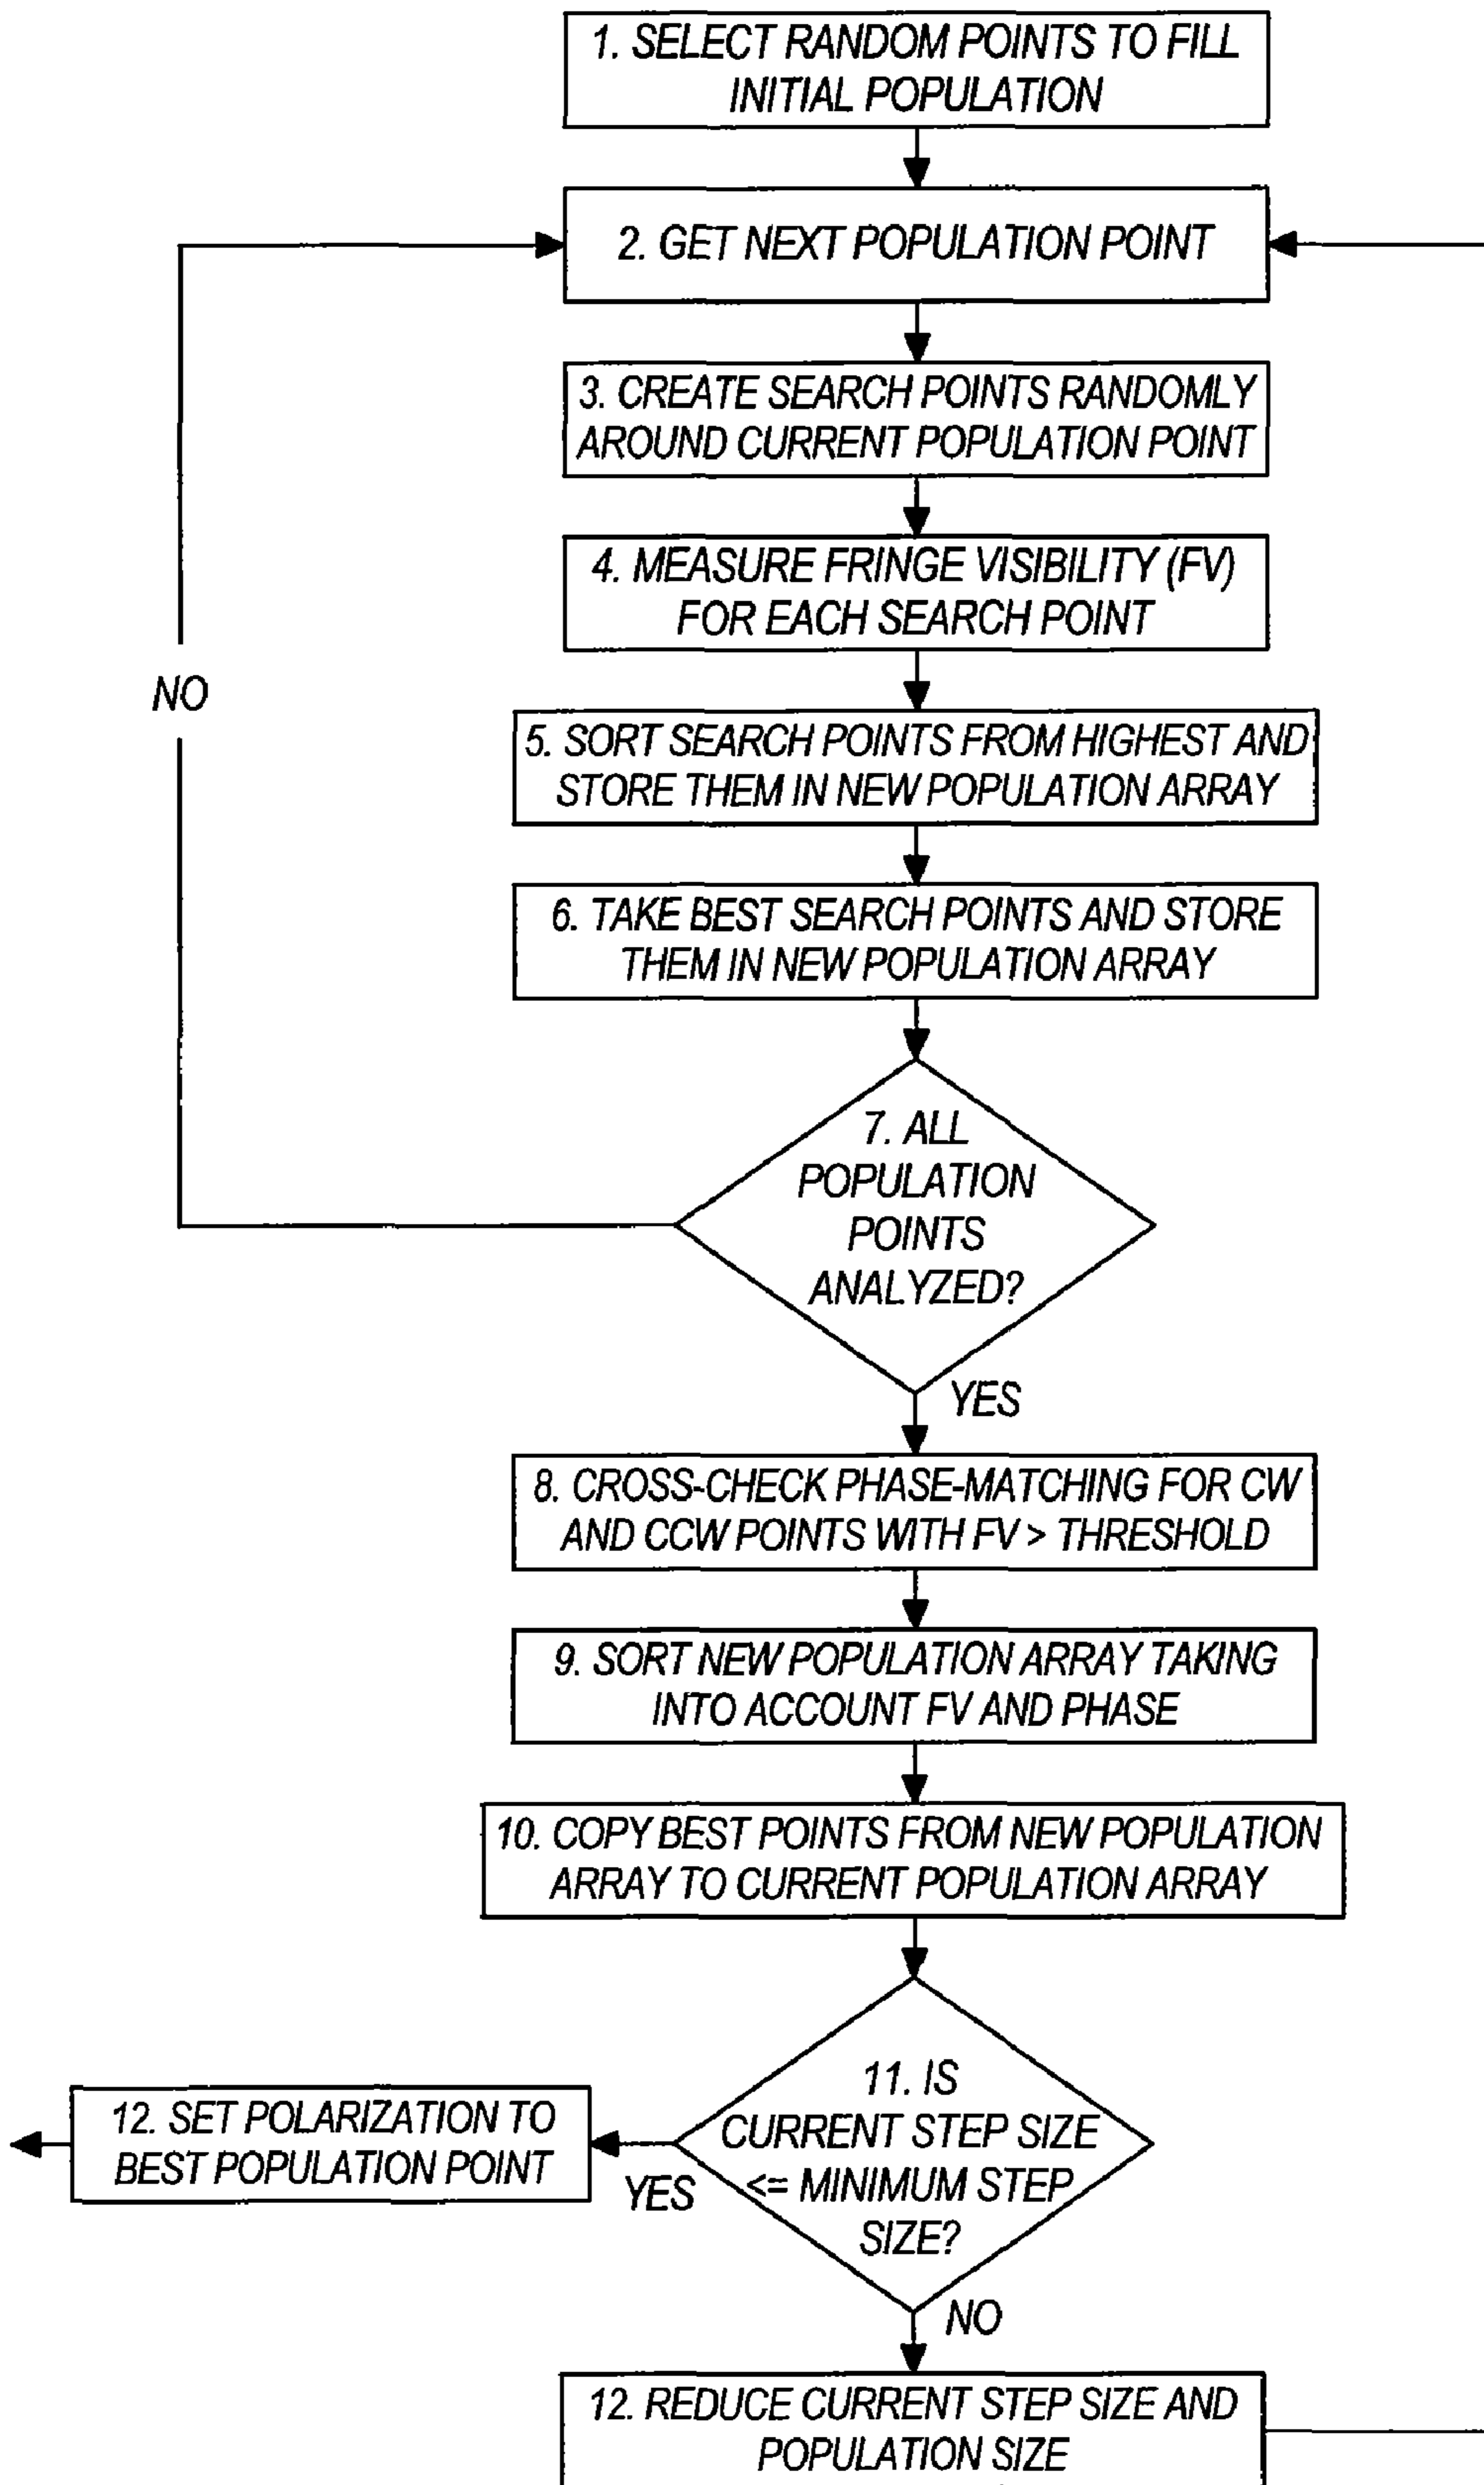 1. SELECT RANDOM POINTS TO FILL
INITIAL POPULATION
2. GET NEXT POPULATION POINT
3. CREATE SEARCH POINTS RANDOMLY
AROUND CURRENT POPULATION POINT
4. MEASURE FRINGE VISIBILITY (FV)
FOR EACH SEARCH POINT
NO
5. SORT SEARCH POINTS FROM HIGHEST AND
STORE THEM IN NEW POPULATION ARRAY
6. TAKE BEST SEARCH POINTS AND STORE
THEM IN NEW POPULATION ARRAY
7. ALL
POPULATION
POINTS
ANALYZED?
YES
8. CROSS-CHECK PHASE-MATCHING FOR CW
AND CCW POINTS WITH FV > THRESHOLD
9. SORT NEW POPULATION ARRAY TAKING
INTO ACCOUNT FV AND PHASE
10. COPY BEST POINTS FROM NEW POPULATION
ARRAY TO CURRENT POPULATION ARRAY
11. IS
CURRENT STEP SIZE
<= MINIMUM STEP
SIZE?
YES
12. SET POLARIZATION TO
BEST POPULATION POINT
NO
12. REDUCE CURRENT STEP SIZE AND
POPULATION SIZE